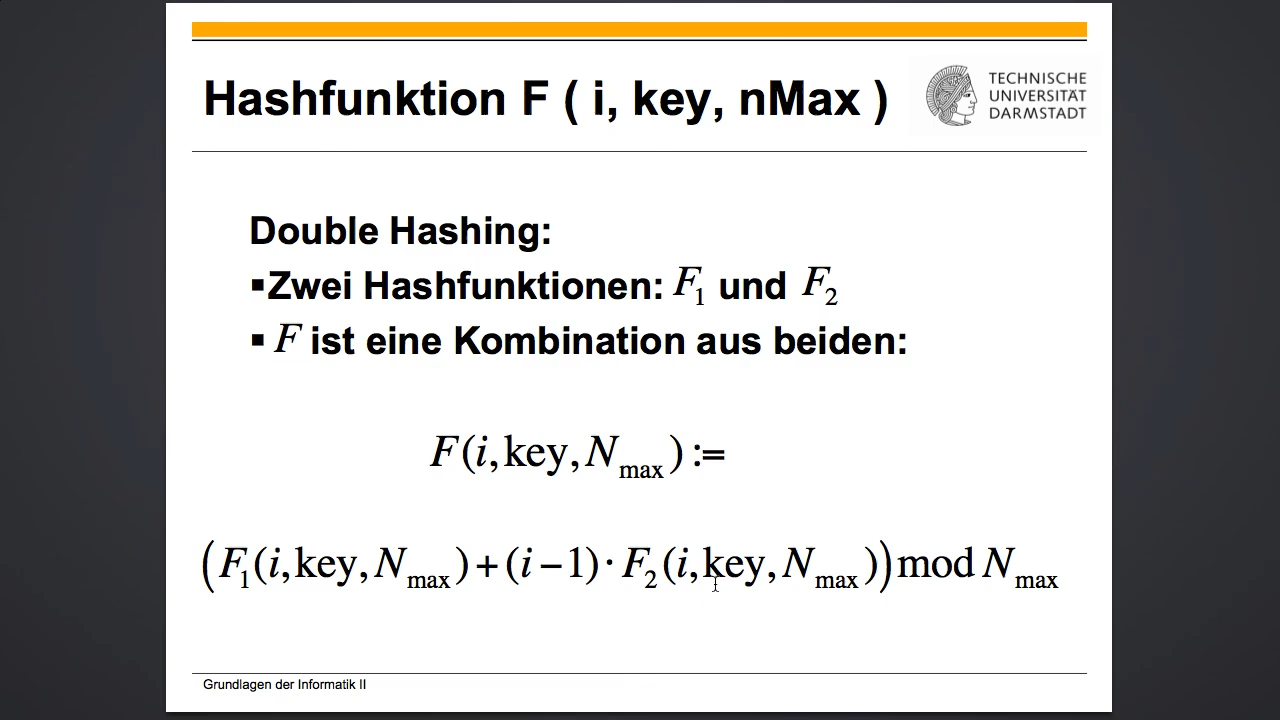 Hashfunktion F ( i, key, nMax )
TECHNISCHE
UNIVERSITÄT
DARMSTADT
Double Hashing:
▪Zwei Hashfunktionen: F₁ und F₂
▪ F ist eine Kombination aus beiden:
F(i,key,N_max) :=
(F₁(i,key,N_max)+(i−1)·F₂(i,key,N_max))mod N_max
Grundlagen der Informatik II